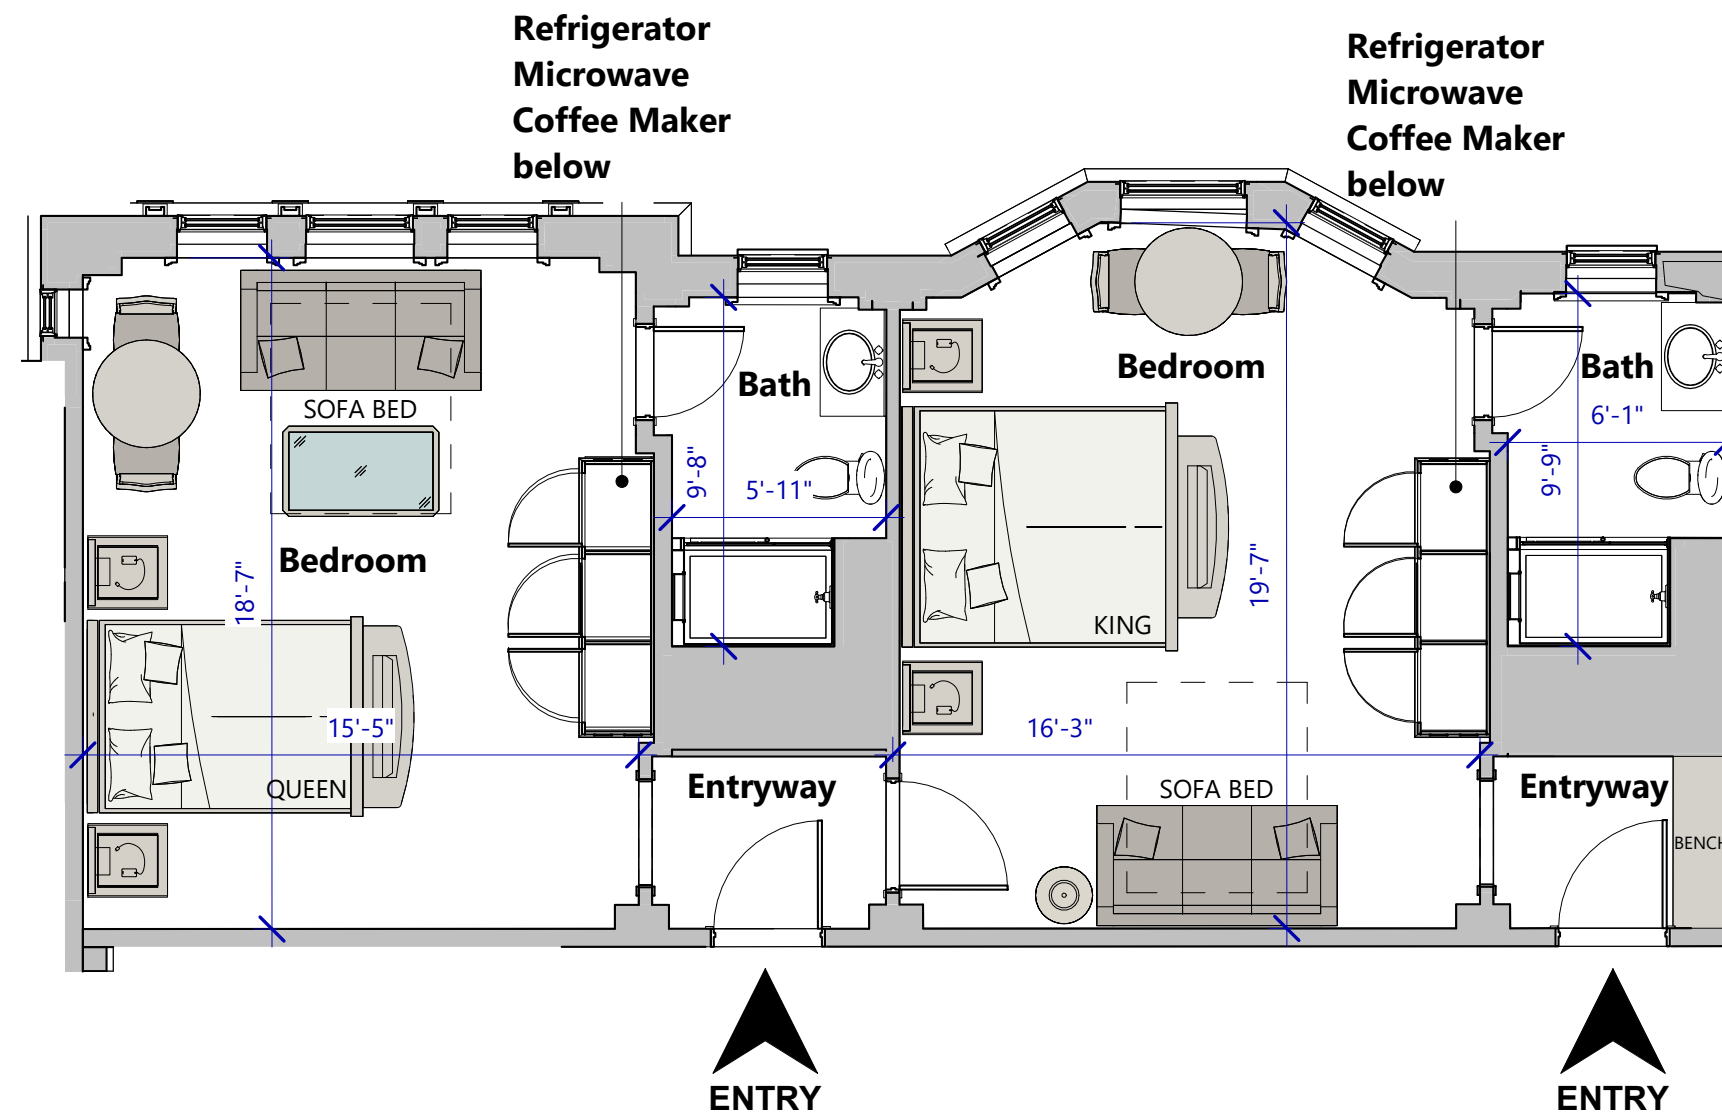 Refrigerator
Microwave
Coffee Maker
below
Refrigerator
Microwave
Coffee Maker
below
Bedroom
Bath
Bath
6'-1"
SOFA BED
9'-8"
5'-11"
9'-9"
Bedroom
18'-7"
19'-7"
KING
15'-5"
16'-3"
QUEEN
Entryway
SOFA BED
Entryway
BENCH
ENTRY
ENTRY